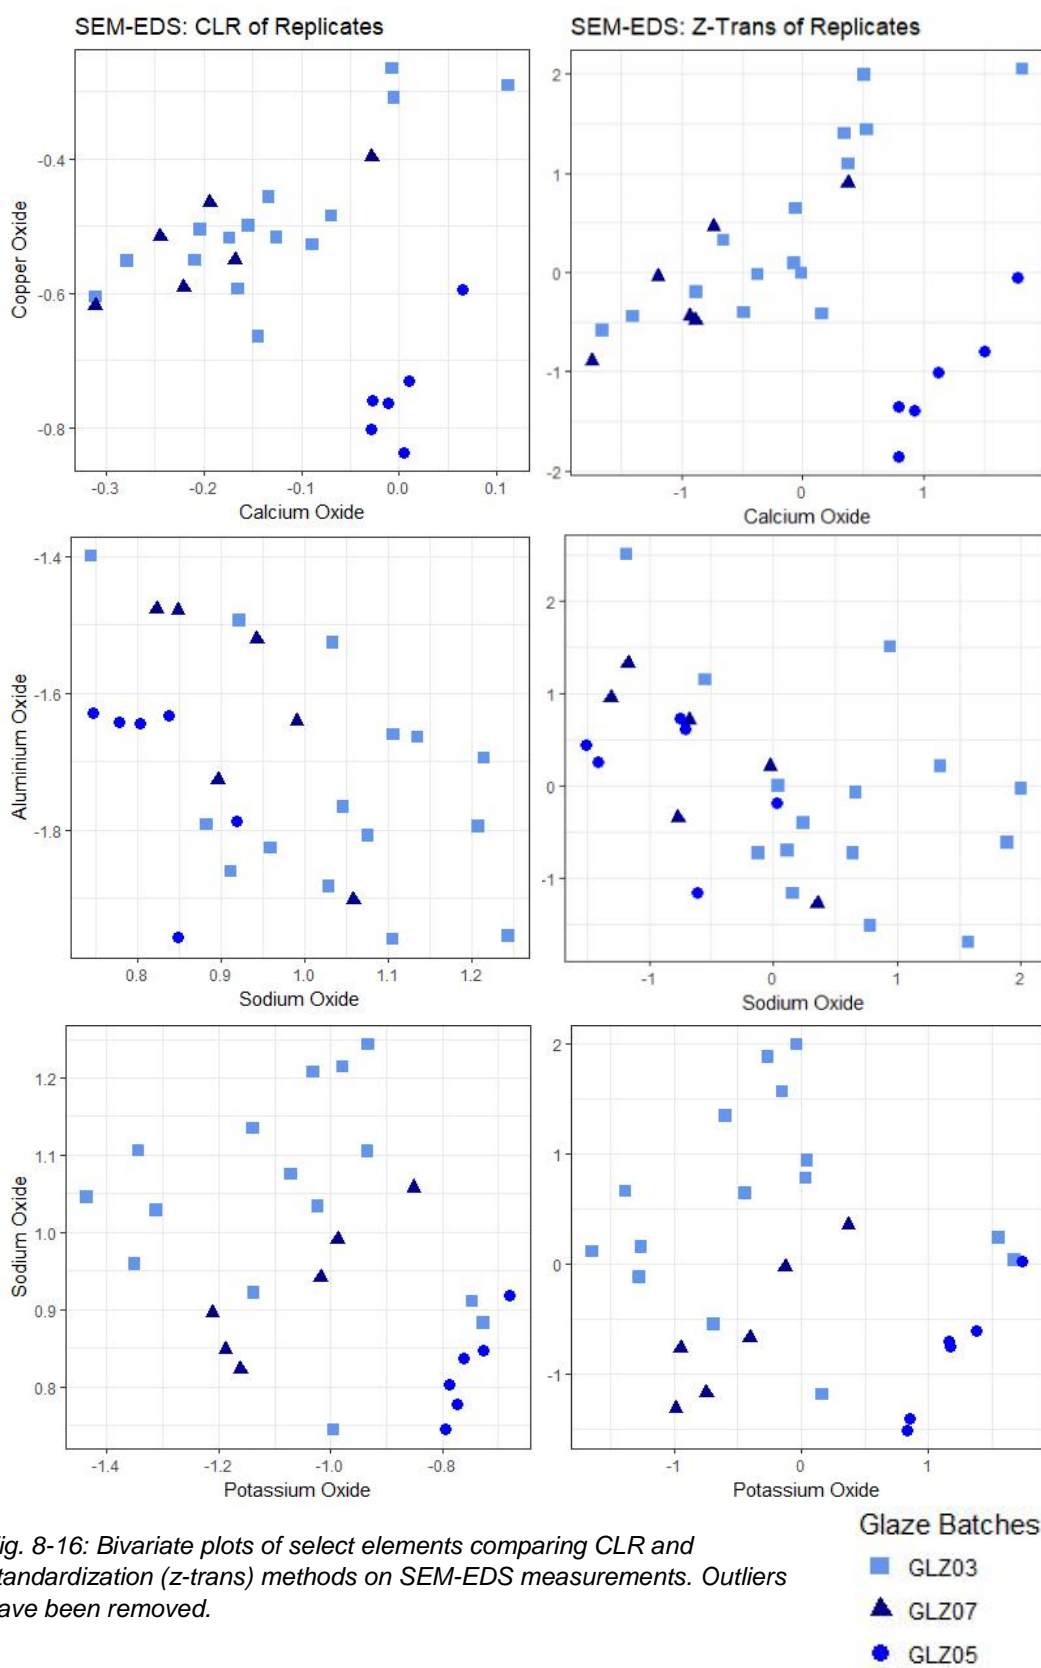 SEM-EDS: CLR of Replicates
SEM-EDS: Z-Trans of Replicates
Copper Oxide
-0.4
-0.6
-0.8
-0.3 -0.2 -0.1 0.0 0.1
Calcium Oxide
2
1
0
-1
-2
-1 0 1
Calcium Oxide
Aluminium Oxide
-1.4
-1.6
-1.8
0.8 0.9 1.0 1.1 1.2
Sodium Oxide
2
1
0
-1
-1 0 1 2
Sodium Oxide
Sodium Oxide
1.2
1.1
1.0
0.9
0.8
-1.4 -1.2 -1.0 -0.8
Potassium Oxide
2
1
0
-1
-1 0 1
Potassium Oxide
ig. 8-16: Bivariate plots of select elements comparing CLR and
tandardization (z-trans) methods on SEM-EDS measurements. Outliers
ave been removed.
Glaze Batches
GLZ03
GLZ07
GLZ05